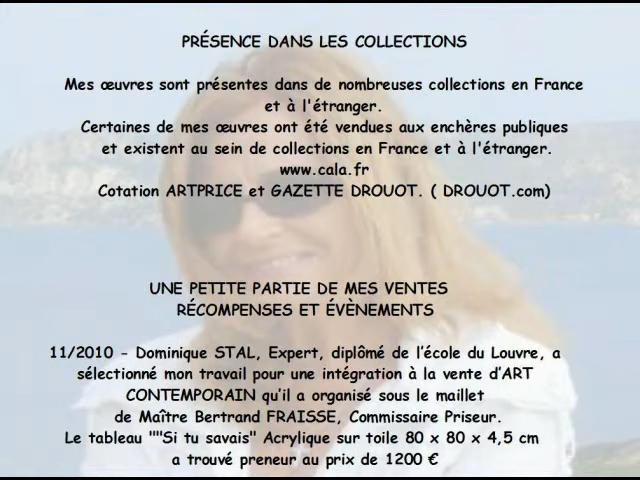 PRÉSENCE DANS LES COLLECTIONS
Mes œuvres sont présentes dans de nombreuses collections en France
et à l'étranger.
Certaines de mes œuvres ont été vendues aux enchères publiques
et existent au sein de collections en France et à l'étranger.
www.cala.fr
Cotation ARTPRICE et GAZETTE DROUOT. ( DROUOT.com)
UNE PETITE PARTIE DE MES VENTES
RÉCOMPENSES ET ÉVÈNEMENTS
11/2010 - Dominique STAL, Expert, diplômé de l’école du Louvre, a
sélectionné mon travail pour une intégration à la vente d’ART
CONTEMPORAIN qu’il a organisé sous le maillet
de Maître Bertrand FRAISSE, Commissaire Priseur.
Le tableau ""Si tu savais" Acrylique sur toile 80 x 80 x 4,5 cm
a trouvé preneur au prix de 1200 €